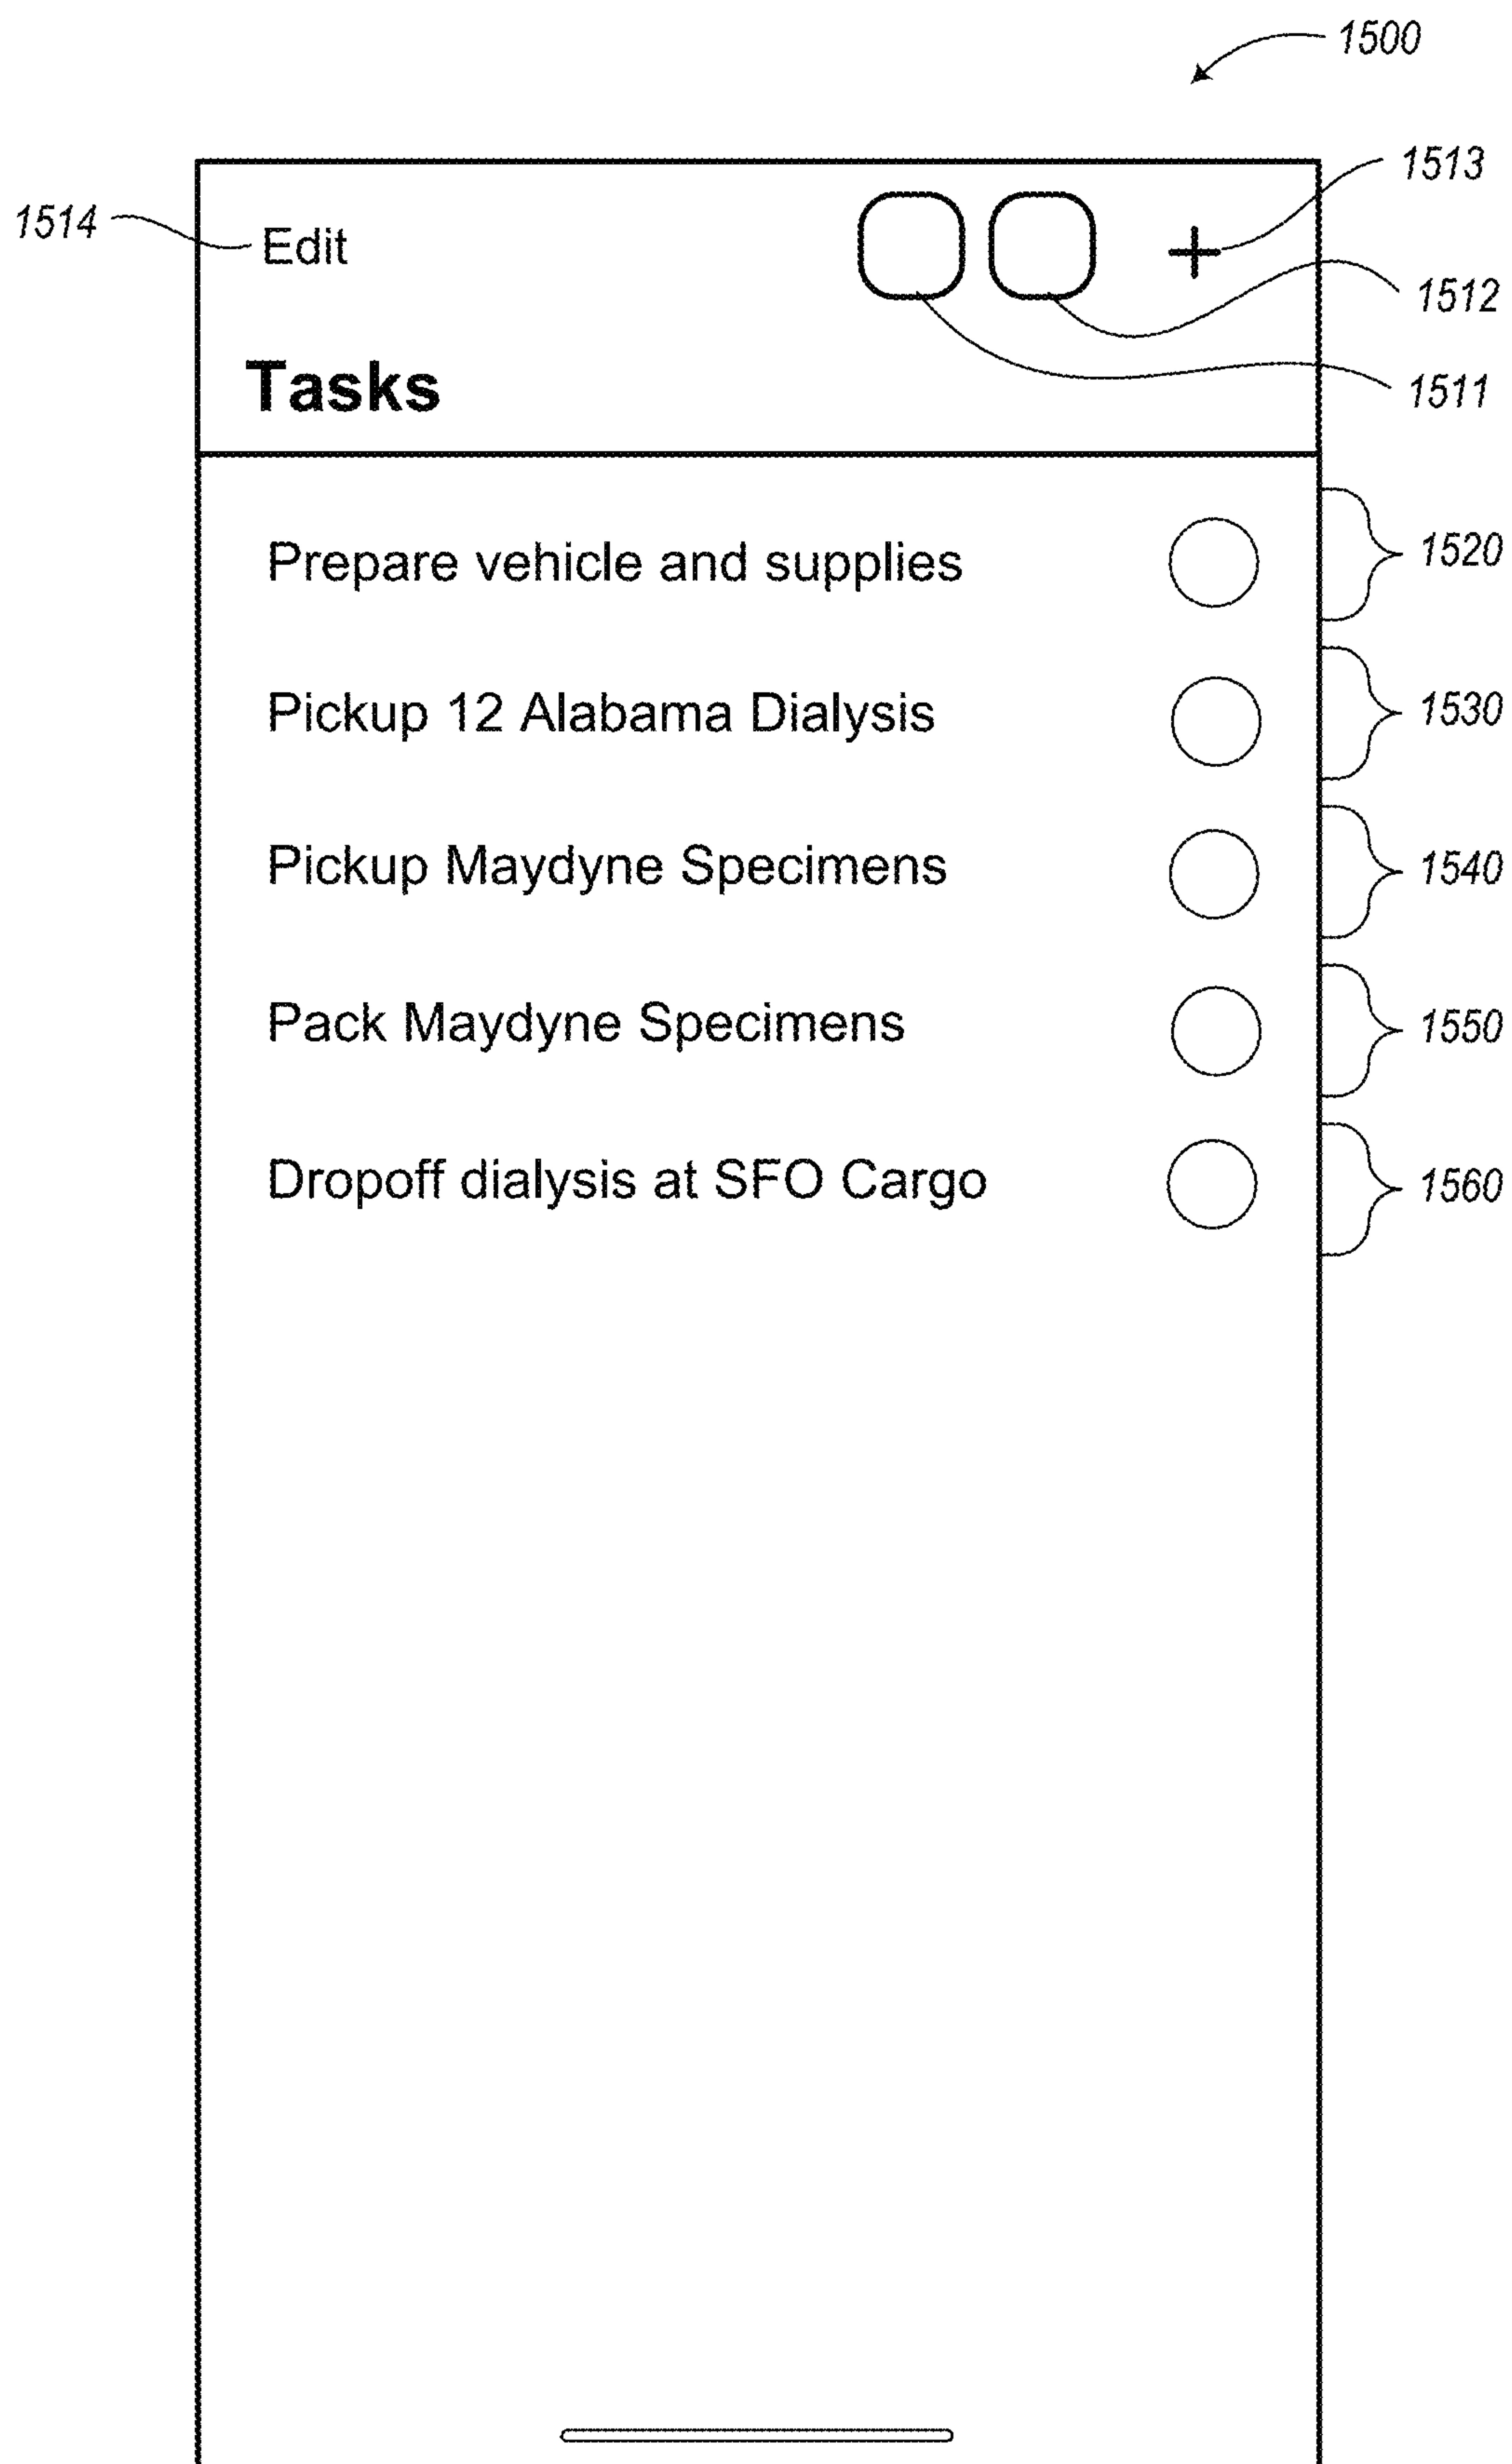 1500
1513
1514
Edit
+
1512
Tasks
1511
Prepare vehicle and supplies
1520
Pickup 12 Alabama Dialysis
1530
Pickup Maydyne Specimens
1540
Pack Maydyne Specimens
1550
Dropoff dialysis at SFO Cargo
1560